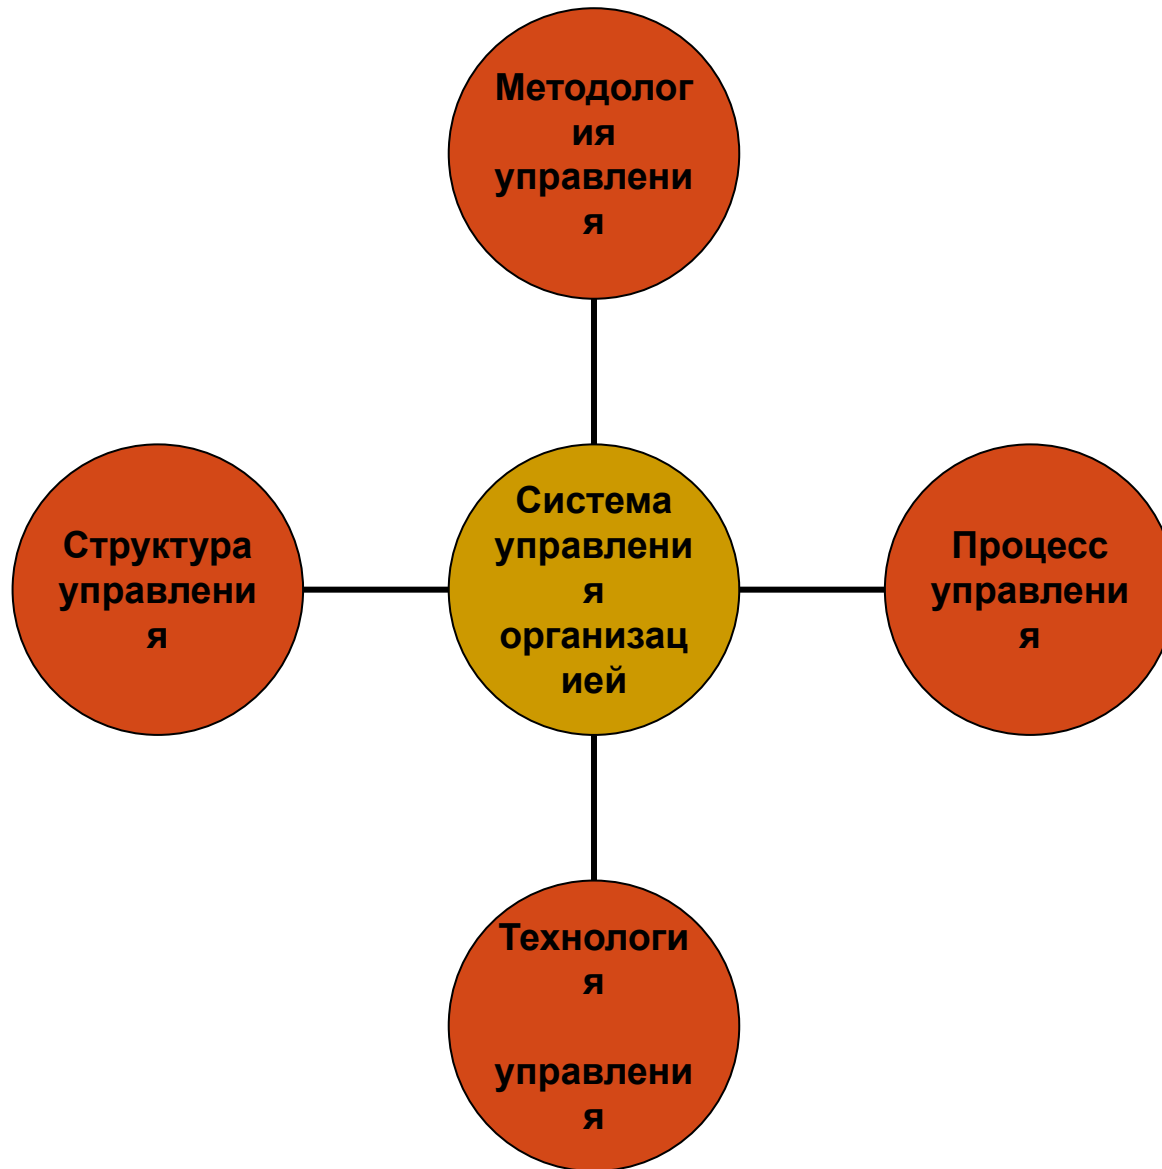 Методолог
ия
управлени
я
Структура
управлени
я
Система
управлени
я
организац
ией
Процесс
управлени
я
Технологи
я
управлени
я